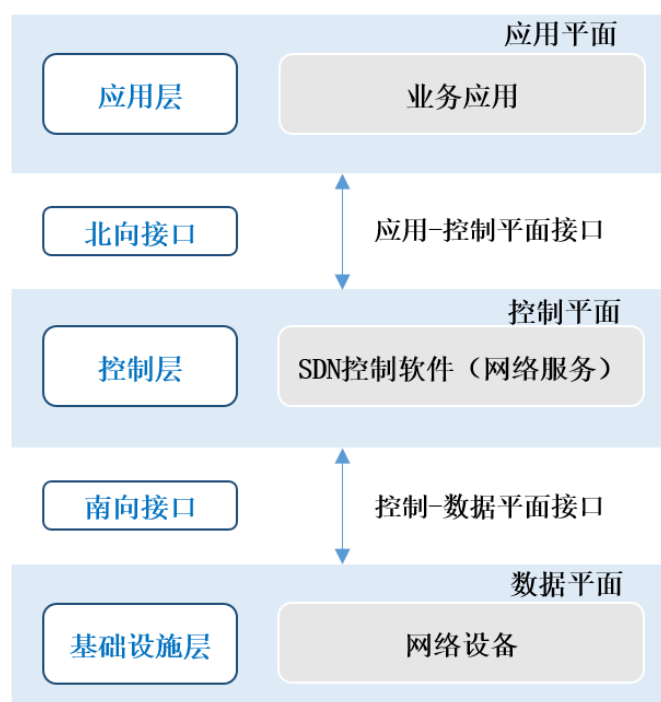 应用平面
应用层
业务应用
北向接口
应用-控制平面接口
控制平面
控制层
SDN控制软件（网络服务）
南向接口
控制-数据平面接口
数据平面
基础设施层
网络设备